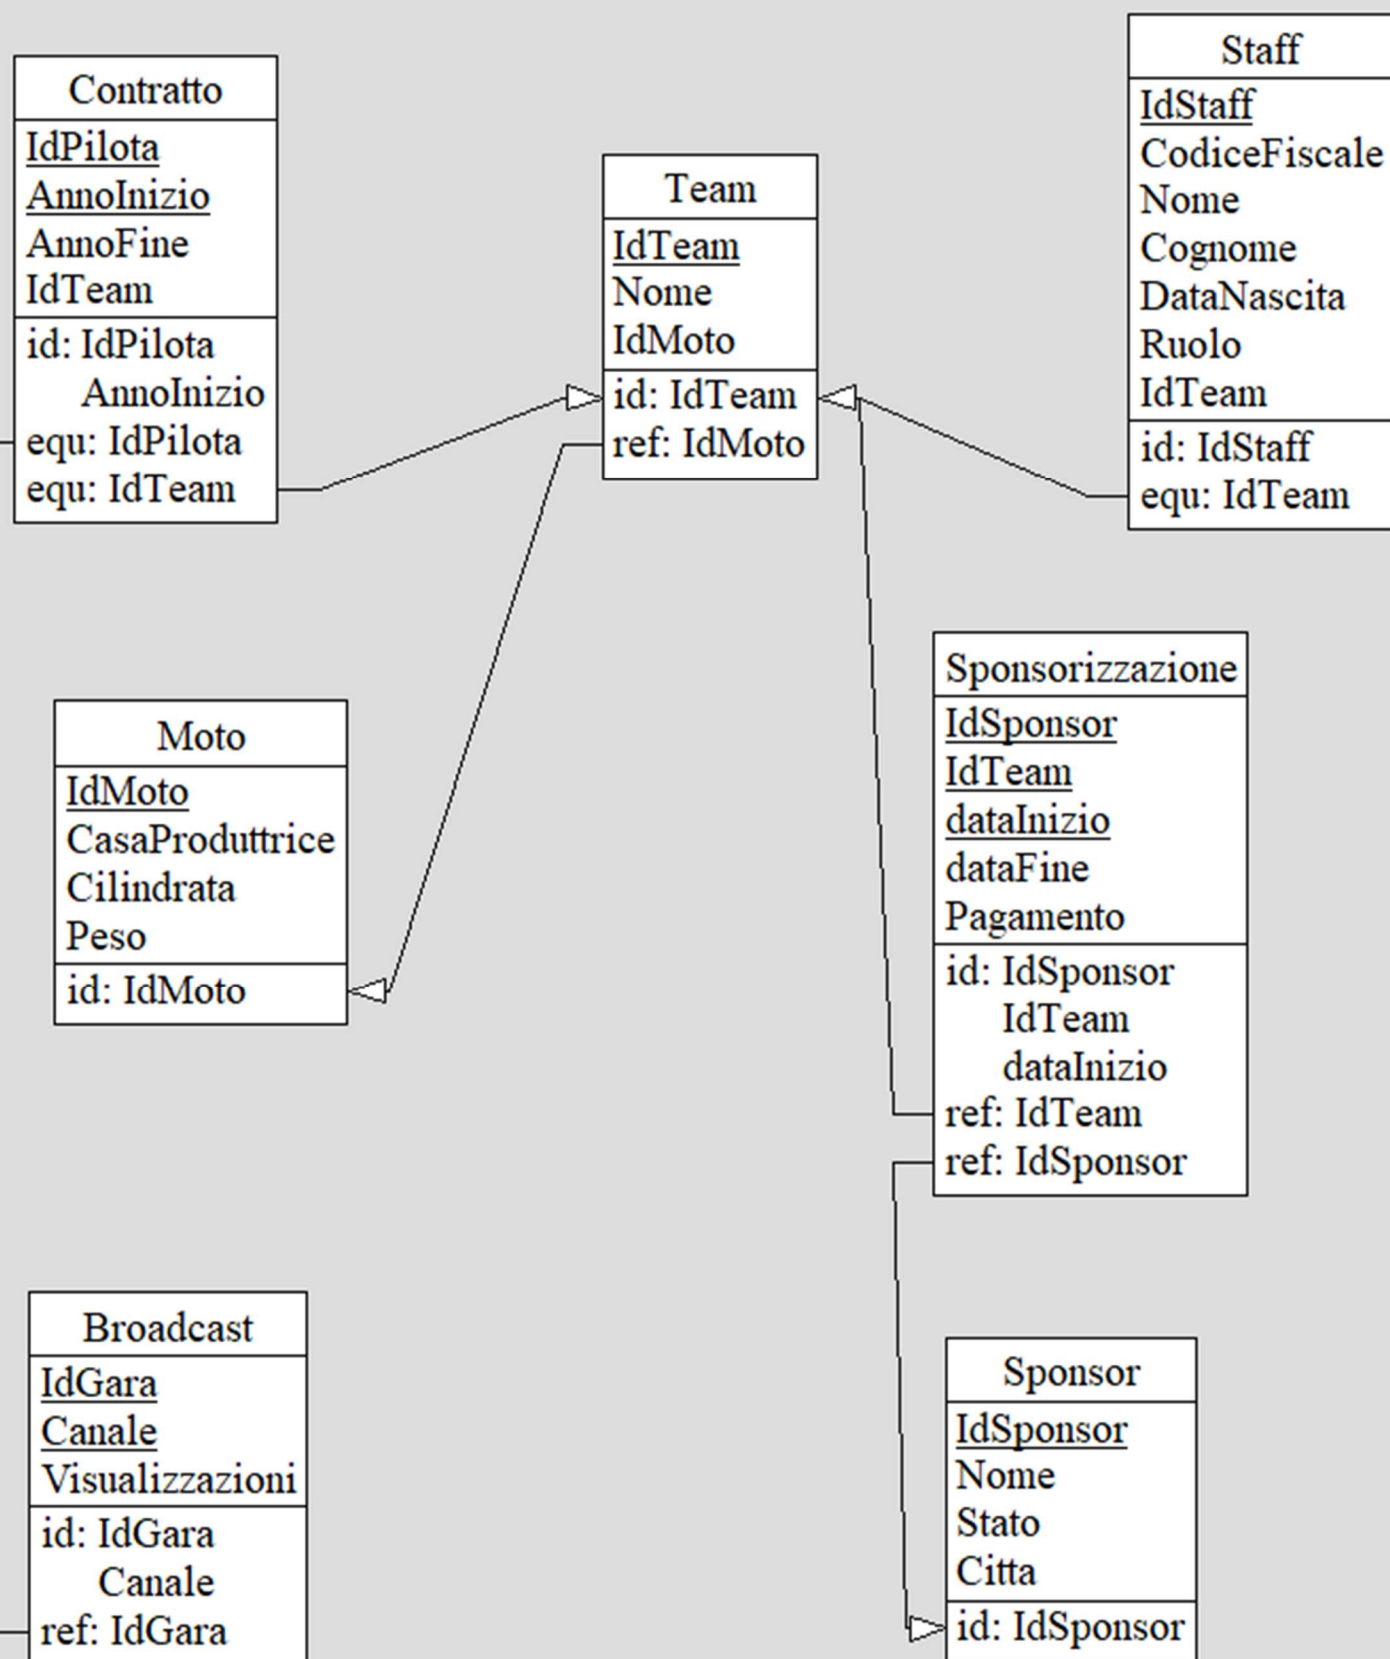 Contratto
IdPilota
AnnoInizio
AnnoFine
IdTeam
id: IdPilota
AnnoInizio
equ: IdPilota
equ: IdTeam
Team
IdTeam
Nome
IdMoto
id: IdTeam
ref: IdMoto
Staff
IdStaff
CodiceFiscale
Nome
Cognome
DataNascita
Ruolo
IdTeam
id: IdStaff
equ: IdTeam
Moto
IdMoto
CasaProduttrice
Cilindrata
Peso
id: IdMoto
Sponsorizzazione
IdSponsor
IdTeam
dataInizio
dataFine
Pagamento
id: IdSponsor
IdTeam
dataInizio
ref: IdTeam
ref: IdSponsor
Broadcast
IdGara
Canale
Visualizzazioni
id: IdGara
Canale
ref: IdGara
Sponsor
IdSponsor
Nome
Stato
Citta
id: IdSponsor